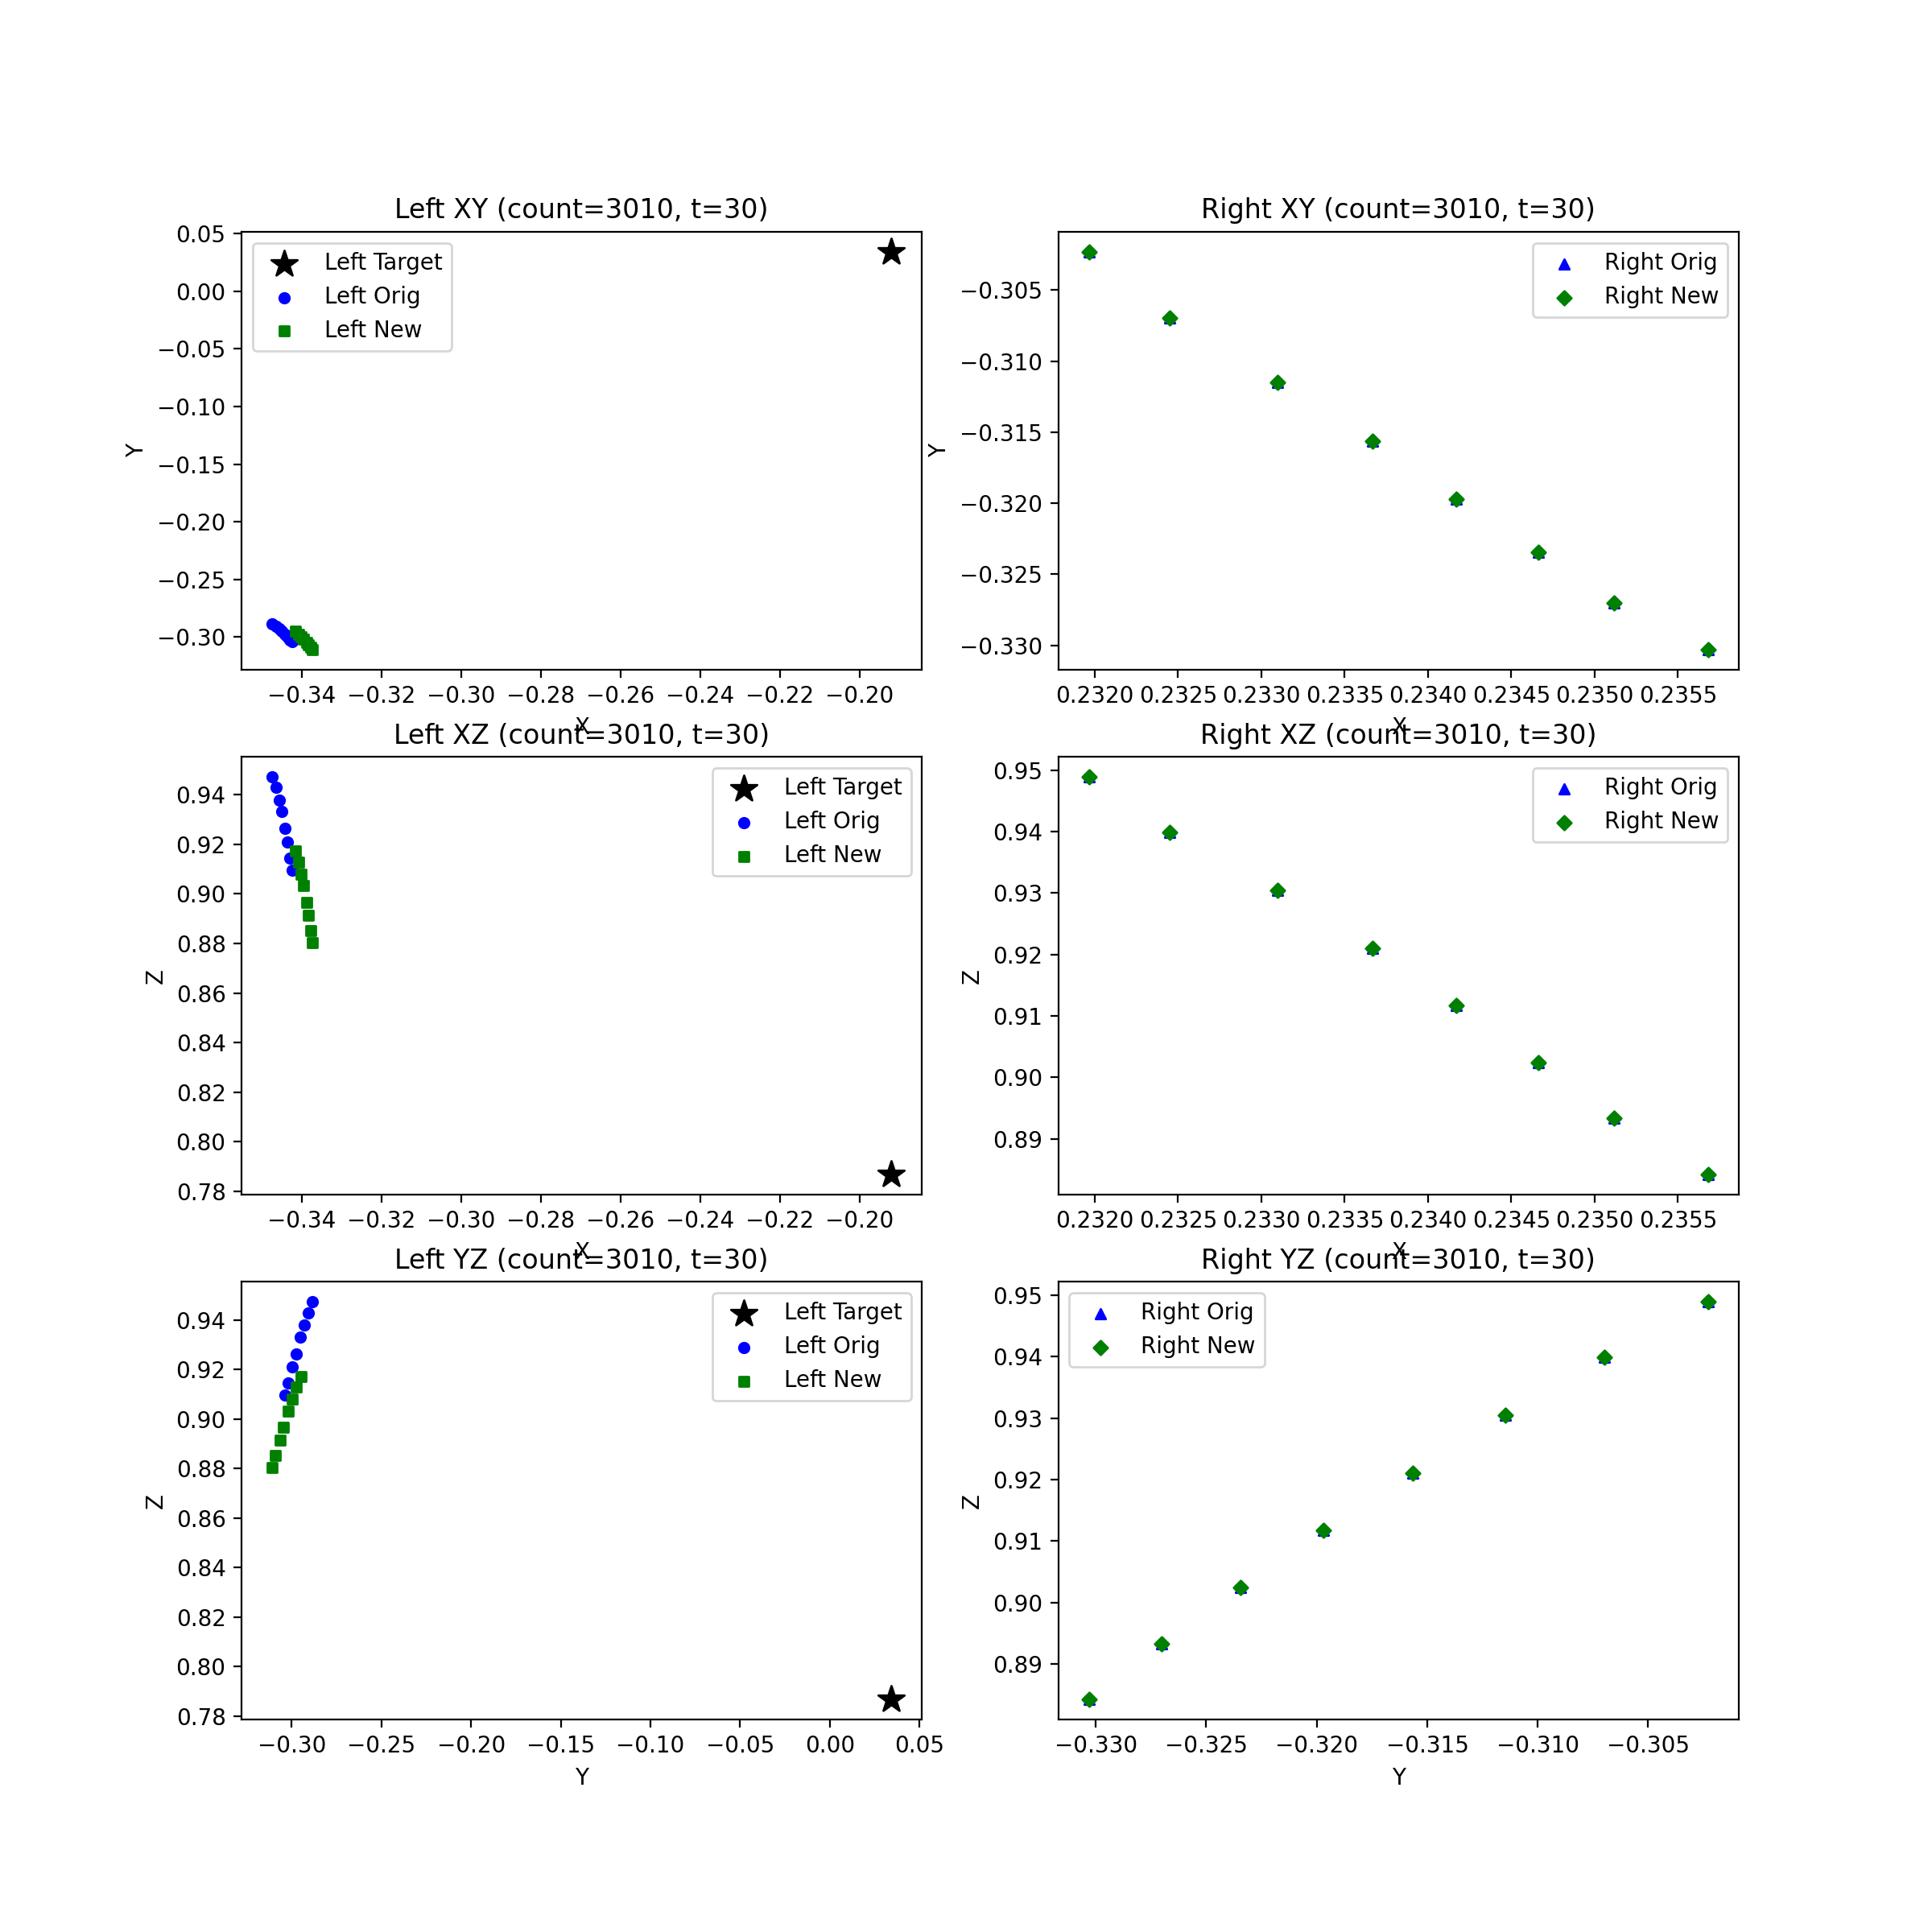 Left XY (count=3010, t=30)
Right XY (count=3010, t=30)
0.05
0.00
−0.05
−0.10
−0.15
−0.20
−0.25
−0.30
Y
Left Target
Left Orig
Left New
−0.34
−0.32
−0.30
−0.28
−0.26
−0.24
−0.22
−0.20
X
−0.305
−0.310
−0.315
−0.320
−0.325
−0.330
Y
Right Orig
Right New
0.2320
0.2325
0.2330
0.2335
0.2340
0.2345
0.2350
0.2355
X
Left XZ (count=3010, t=30)
Right XZ (count=3010, t=30)
0.94
0.92
0.90
0.88
0.86
0.84
0.82
0.80
0.78
Z
Left Target
Left Orig
Left New
−0.34
−0.32
−0.30
−0.28
−0.26
−0.24
−0.22
−0.20
X
0.95
0.94
0.93
0.92
0.91
0.90
0.89
Z
Right Orig
Right New
0.2320
0.2325
0.2330
0.2335
0.2340
0.2345
0.2350
0.2355
X
Left YZ (count=3010, t=30)
Right YZ (count=3010, t=30)
0.94
0.92
0.90
0.88
0.86
0.84
0.82
0.80
0.78
Z
Left Target
Left Orig
Left New
−0.30
−0.25
−0.20
−0.15
−0.10
−0.05
0.00
0.05
Y
0.95
0.94
0.93
0.92
0.91
0.90
0.89
Z
Right Orig
Right New
−0.330
−0.325
−0.320
−0.315
−0.310
−0.305
Y